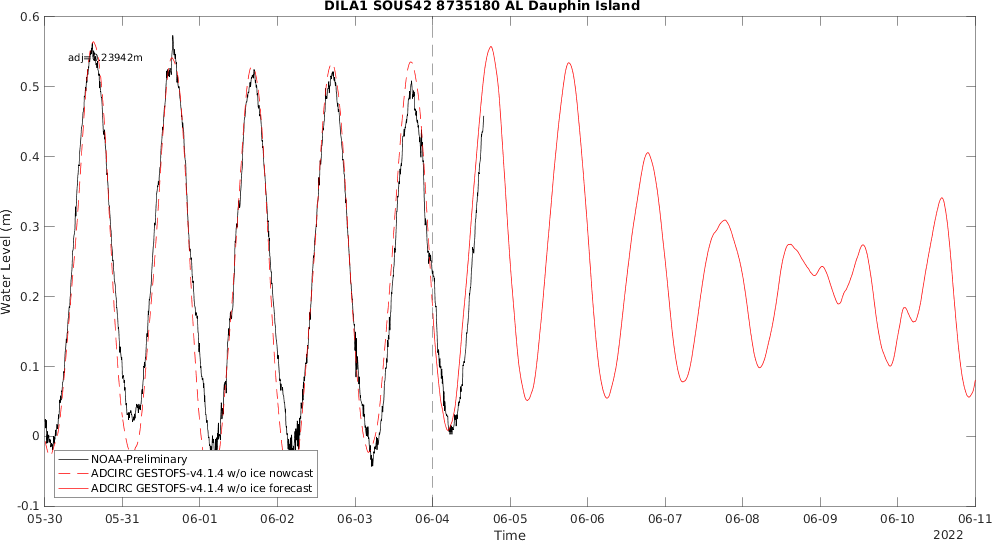 DILA1 SOUS42 8735180 AL Dauphin Island
0.6
adj= 23942m
0.5
0.4
0.3
0.2
0.1
0
-0.1
Water Level (m)
NOAA-Preliminary
ADCIRC GESTOFS-v4.1.4 w/o ice nowcast
ADCIRC GESTOFS-v4.1.4 w/o ice forecast
05-30 05-31 06-01 06-02 06-03 06-04 06-05 06-06 06-07 06-08 06-09 06-10 06-11
Time
2022